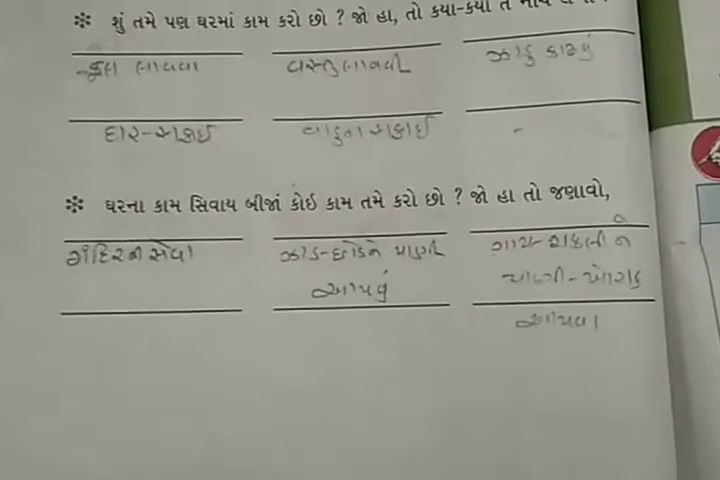 ❊ શું તમે પણ ઘરમાં કામ કરો છો ? જો હા, તો કયા-કયા તે
ફુલ લાવવા વસ્તુ લાવવી ઝાડુ કાઢવું
ઘર-સફાઈ વાડાના સફાઈ -
❊ ઘરના કામ સિવાય બીજાં કોઈ કામ તમે કરો છો ? જો હા તો જણાવો,
મંદિરની સેવા ઝાડ-છોડને પાણી ગાય-ચકલીને
આપવું પાણી-ખોરાક
આપવા